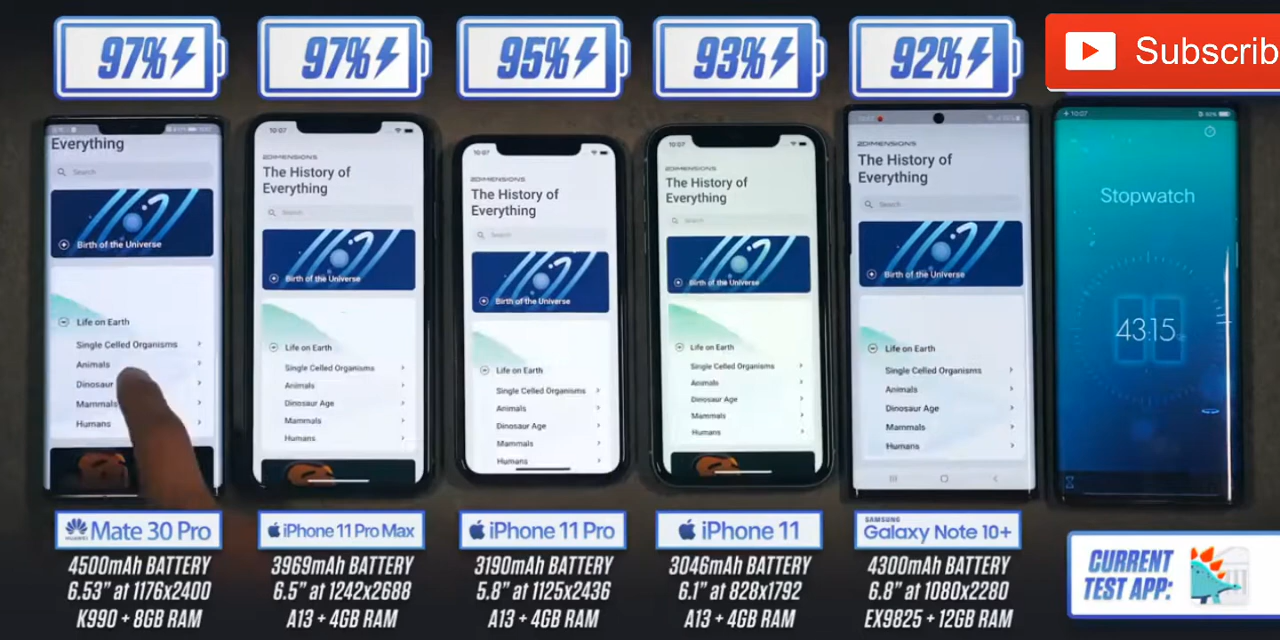 97%
97%
95%
93%
92%
Subscrib
Everything
Search
Birth of the Universe
Life on Earth
Single Celled Organisms
Animals
Dinosaur
Mammals
Humans
10:07
2DIMENSIONS
The History of
Everything
Search
Birth of the Universe
Life on Earth
Single Celled Organisms
Animals
Dinosaur Age
Mammals
Humans
10:07
2DIMENSIONS
The History of
Everything
Search
Birth of the Universe
Life on Earth
Single Celled Organisms
Animals
Dinosaur Age
Mammals
Humans
10:07
2DIMENSIONS
The History of
Everything
Search
Birth of the Universe
Life on Earth
Single Celled Organisms
Animals
Dinosaur Age
Mammals
Humans
2DIMENSIONS
The History of
Everything
Search
Birth of the Universe
Life on Earth
Single Celled Organisms
Animals
Dinosaur Age
Mammals
Humans
10:07
Stopwatch
43:15
HUAWEI Mate 30 Pro
4500mAh BATTERY
6.53" at 1176x2400
K990 + 8GB RAM
iPhone 11 Pro Max
3969mAh BATTERY
6.5" at 1242x2688
A13 + 4GB RAM
iPhone 11 Pro
3190mAh BATTERY
5.8" at 1125x2436
A13 + 4GB RAM
iPhone 11
3046mAh BATTERY
6.1" at 828x1792
A13 + 4GB RAM
SAMSUNG
Galaxy Note 10+
4300mAh BATTERY
6.8" at 1080x2280
EX9825 + 12GB RAM
CURRENT
TEST APP: